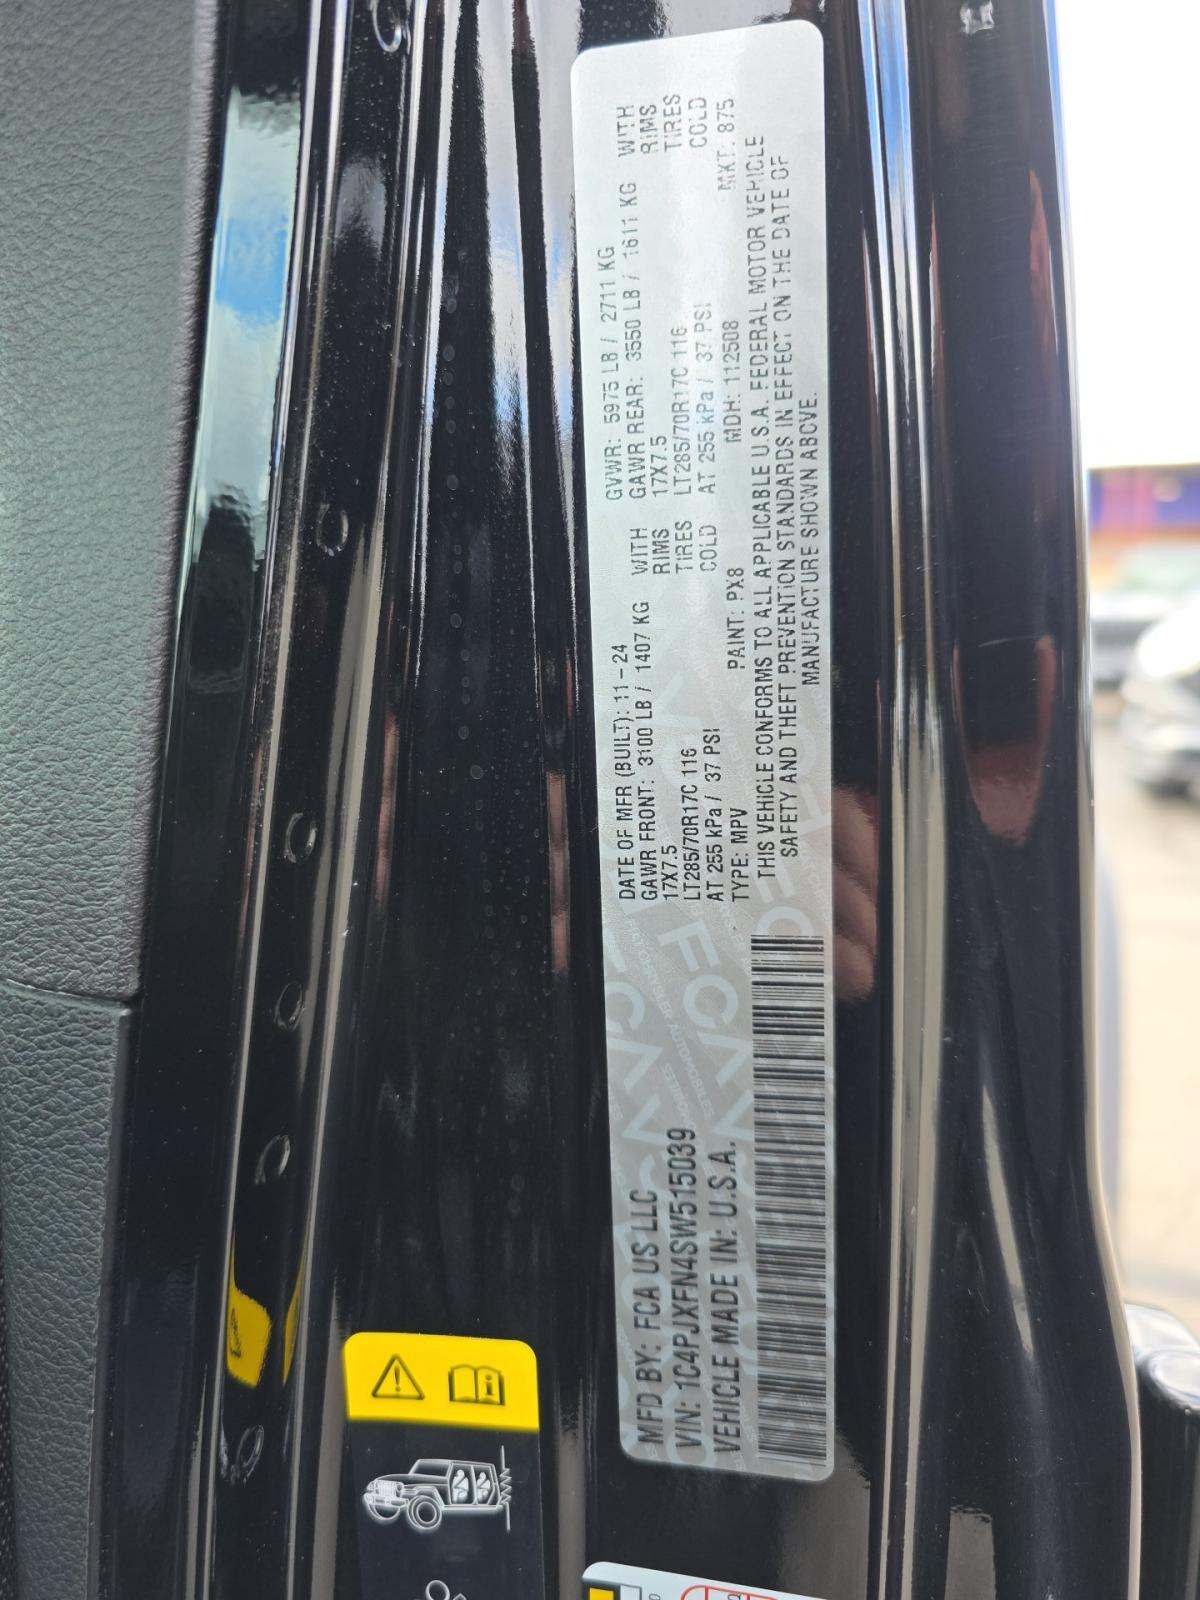 MFD BY: FCA US LLC
VIN: 1C4PJXFN4SW515039
VEHICLE MADE IN: U.S.A.
DATE OF MFR (BUILT): 11-24 GVWR: 5975 LB / 2711 KG
GAWR FRONT: 3100 LB / 1407 KG WITH GAWR REAR: 3550 LB / 1611 KG WITH
17X7.5 RIMS 17X7.5 RIMS
LT285/70R17C 116 TIRES LT285/70R17C 116 TIRES
AT 255 kPa / 37 PSI COLD AT 255 kPa / 37 PSI COLD
TYPE: MPV PAINT: PX8 MDH: 112508 MKT: 875
THIS VEHICLE CONFORMS TO ALL APPLICABLE U.S.A. FEDERAL MOTOR VEHICLE
SAFETY AND THEFT PREVENTION STANDARDS IN EFFECT ON THE DATE OF
MANUFACTURE SHOWN ABOVE.